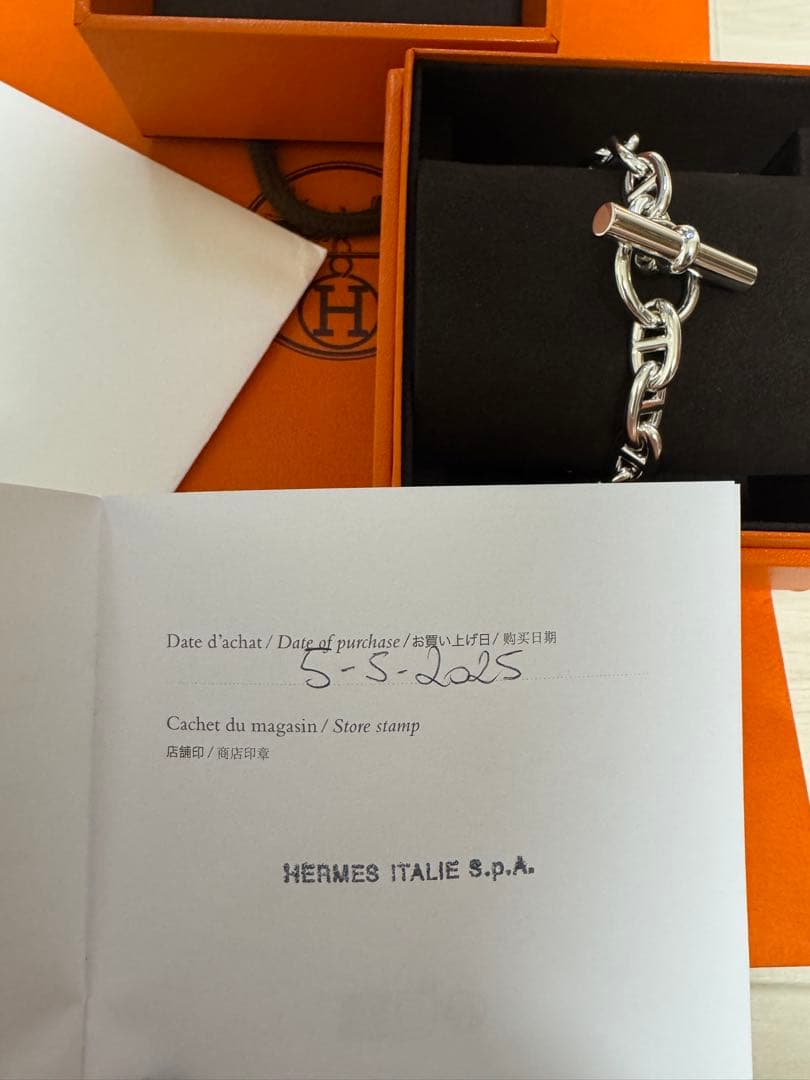 H
Date d'achat / Date of purchase / お買い上げ日 / 购买日期
5-5-2025
Cachet du magasin / Store stamp
店舗印 / 商店印章
HERMES ITALIE S.p.A.